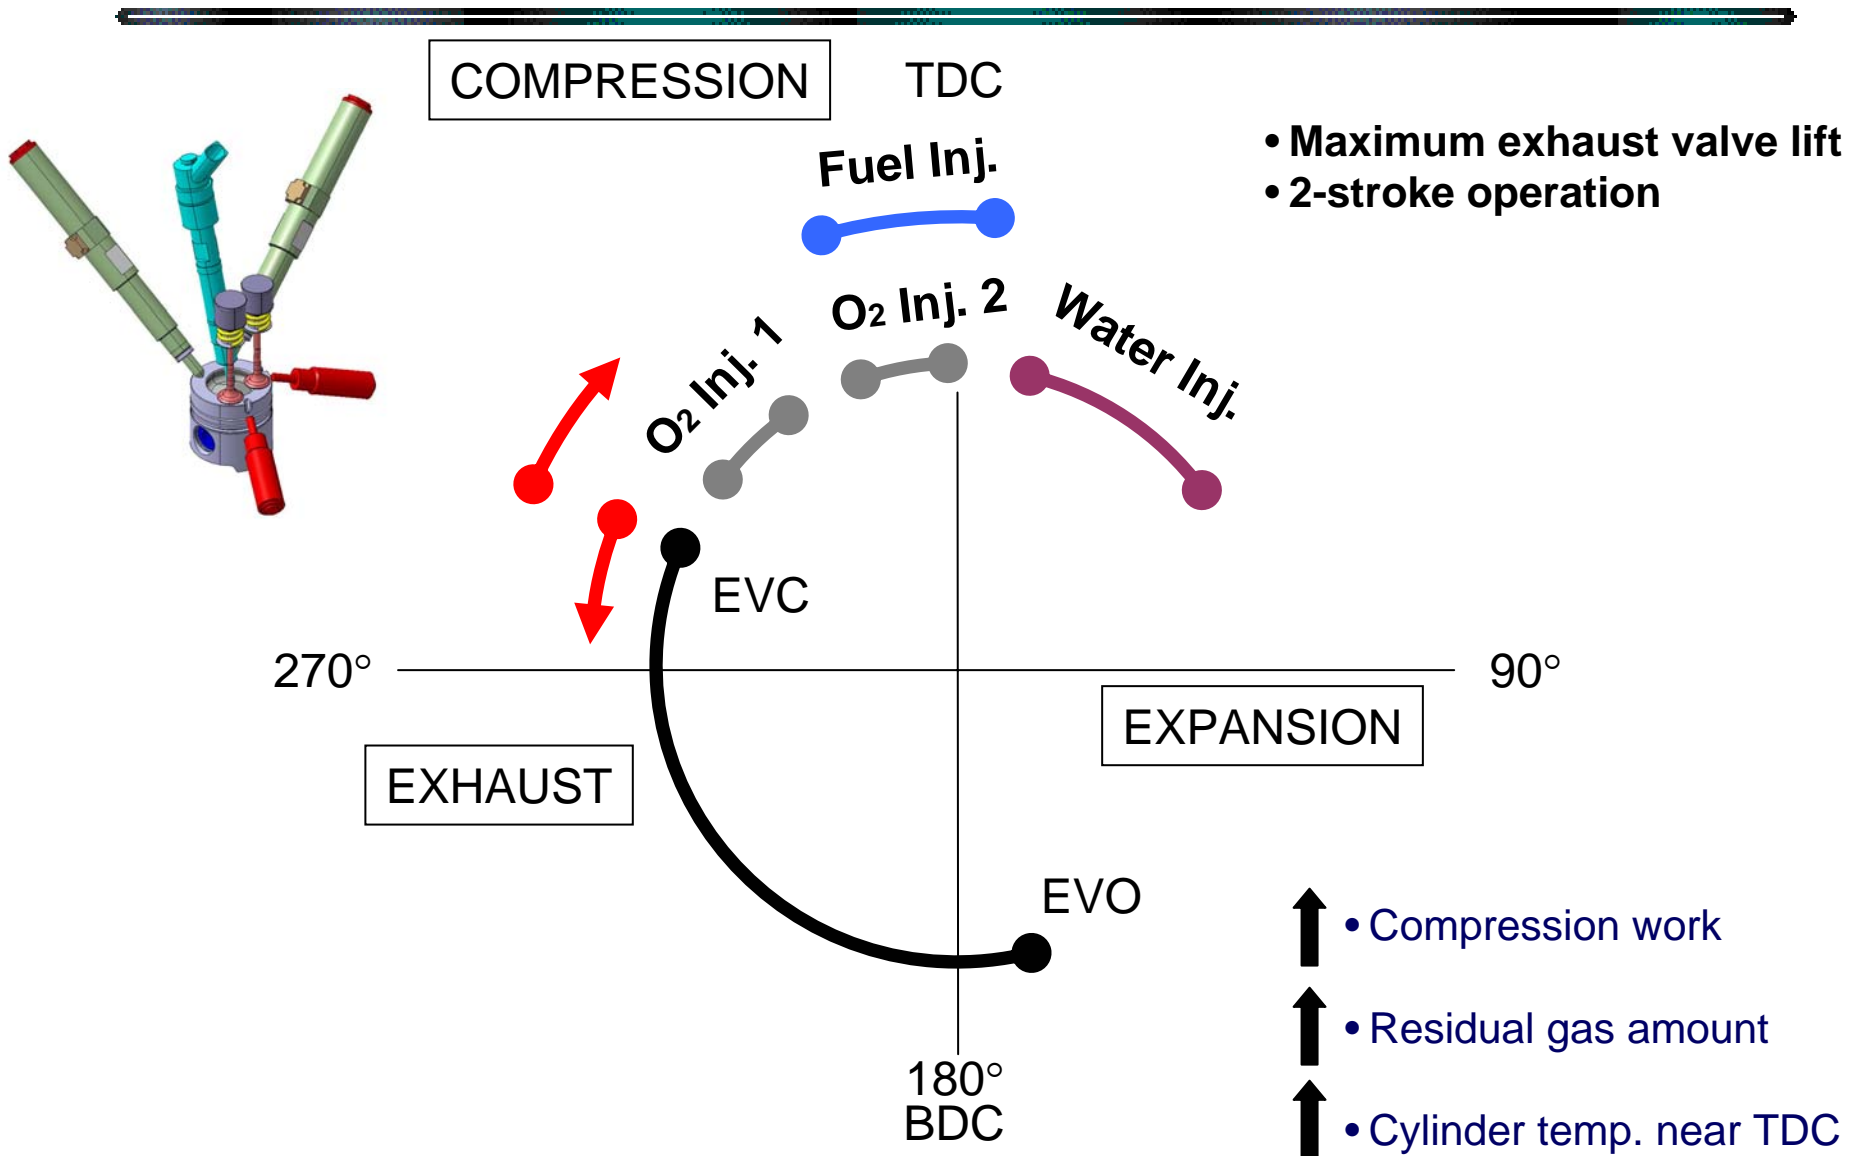 COMPRESSION
TDC
• Maximum exhaust valve lift
• 2-stroke operation
Fuel Inj.
O2 Inj. 2
Water Inj.
O2 Inj. 1
EVC
270°
90°
EXPANSION
EXHAUST
EVO
• Compression work
• Residual gas amount
180°
BDC
• Cylinder temp. near TDC